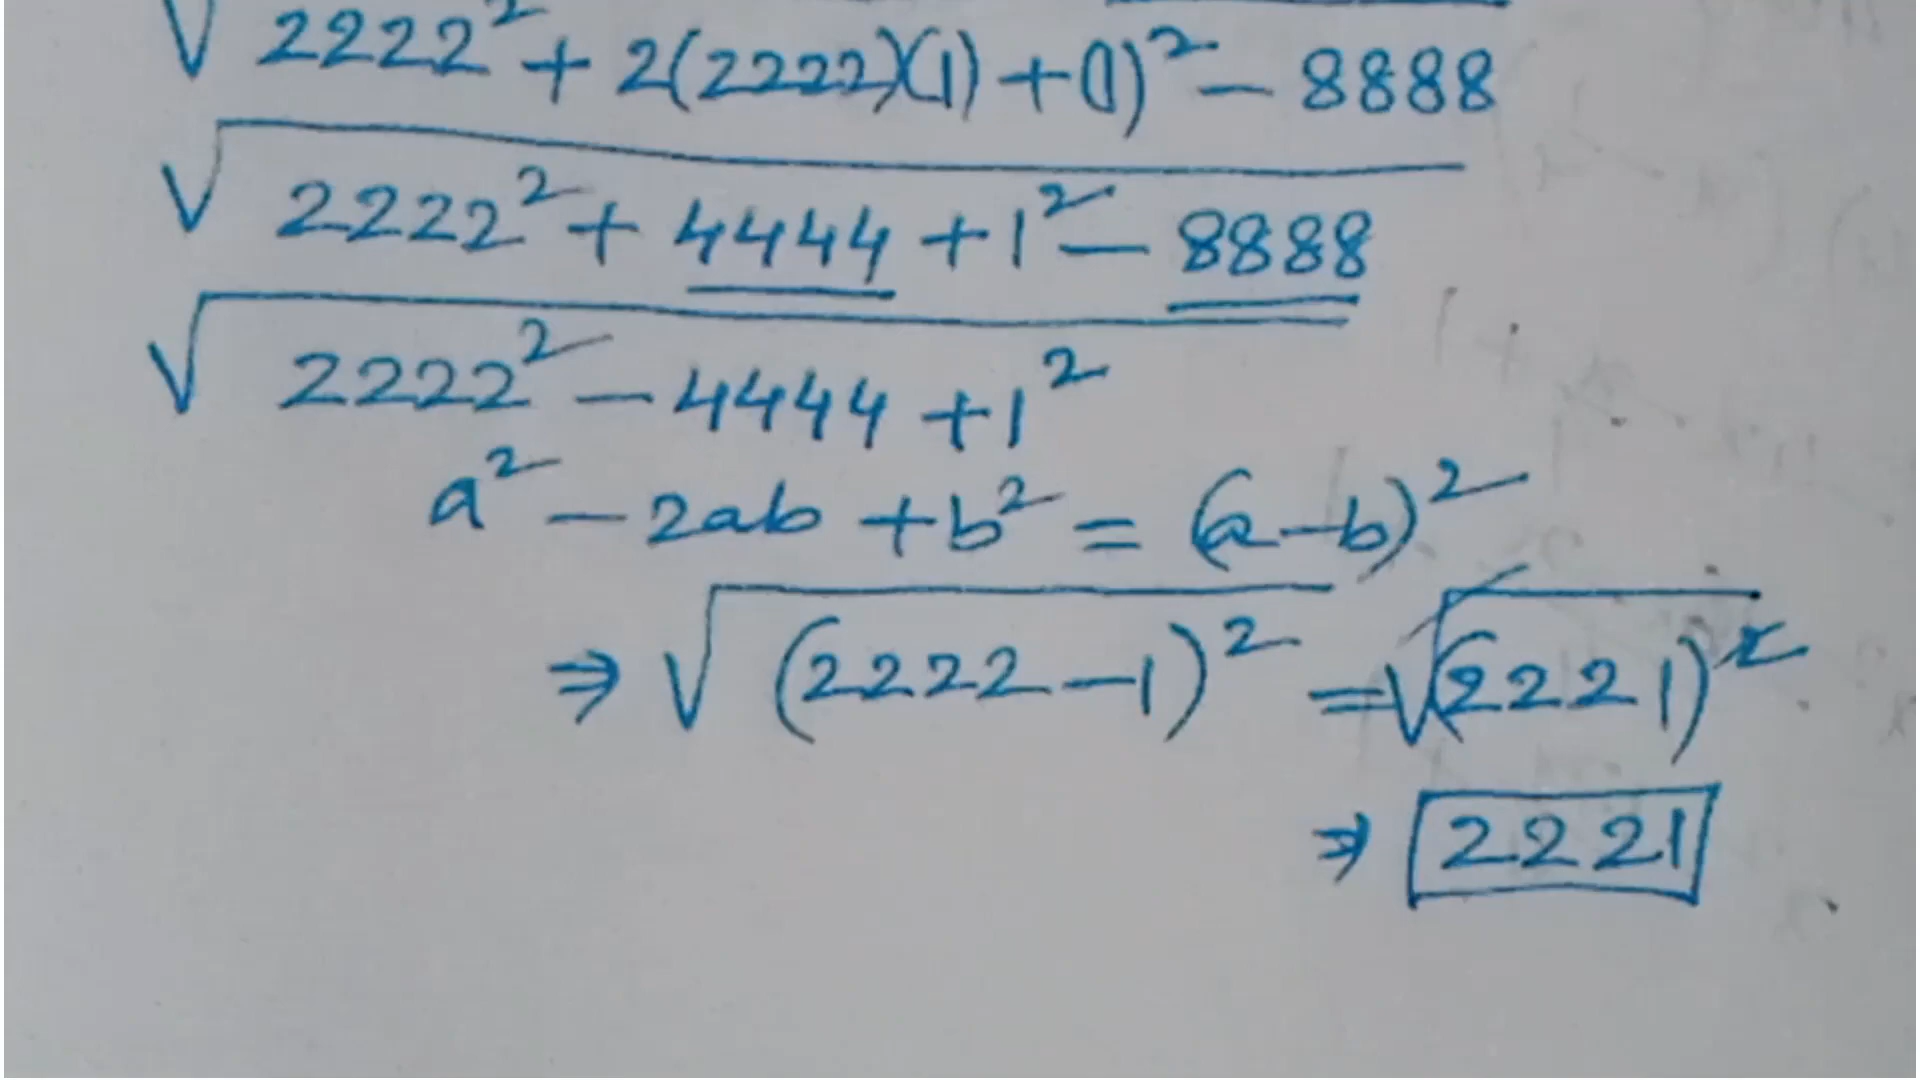 √2222² + 2(2222)(1) + (1)² − 8888
√2222² + 4444 + 1² − 8888
√2222² − 4444 + 1²
a² − 2ab + b² = (a − b)²
⇒ √(2222 − 1)² = √(2221)²
⇒ 2221